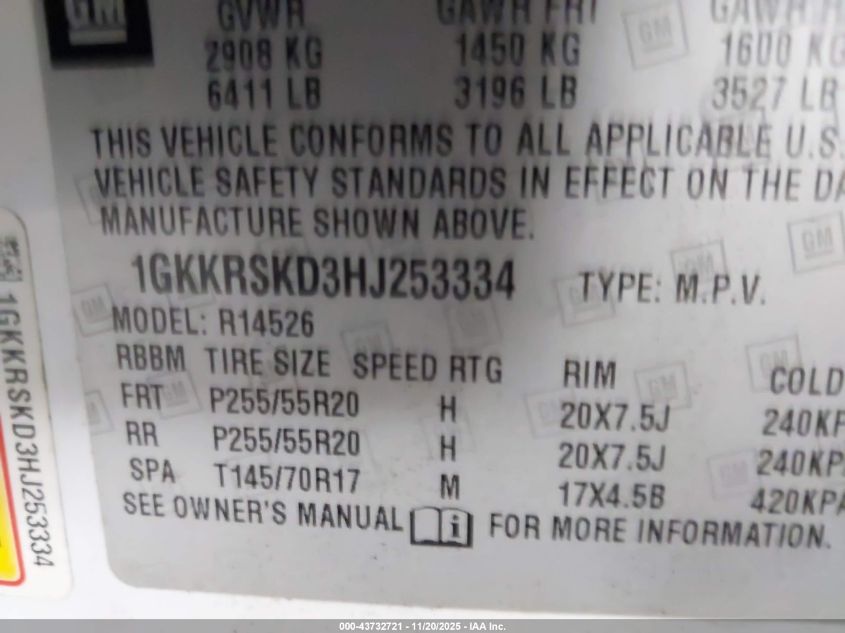 GM
GVWR GAWR FRT GAWR
2908 KG 1450 KG 1600 KG
6411 LB 3196 LB 3527 LB
THIS VEHICLE CONFORMS TO ALL APPLICABLE U.S.
VEHICLE SAFETY STANDARDS IN EFFECT ON THE
MANUFACTURE SHOWN ABOVE.
1GKKRSKD3HJ253334 TYPE: M.P.V.
MODEL: R14526
RBBM TIRE SIZE SPEED RTG RIM COLD
FRT P255/55R20 H 20X7.5J 240KP
RR P255/55R20 H 20X7.5J 240KP
SPA T145/70R17 M 17X4.5B 420KPA
SEE OWNER'S MANUAL i FOR MORE INFORMATION.
1GKKRSKD3HJ253334
000-43732721 - 11/20/2025 - IAA Inc.